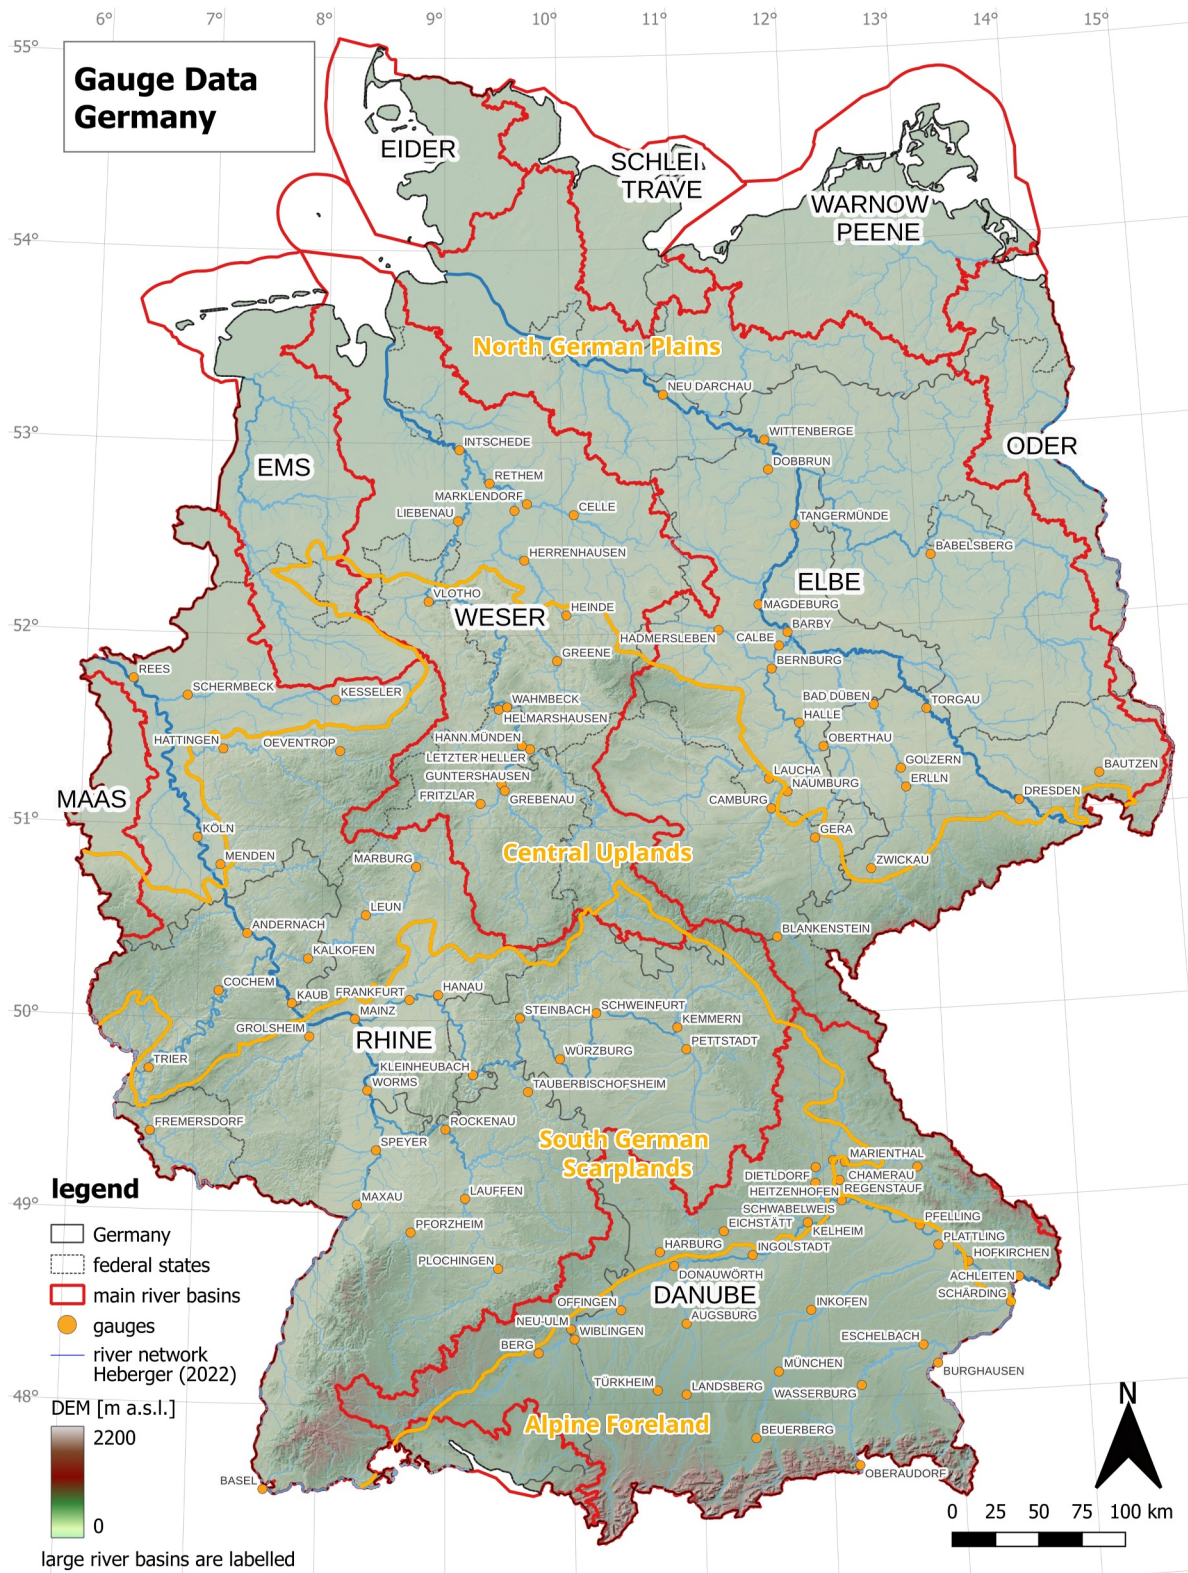 6°
7°
8°
9°
10°
11°
12°
13°
14°
15°
55°
54°
53°
52°
51°
50°
49°
48°
Gauge Data
Germany
EIDER
SCHLEI
TRAVE
WARNOW
PEENE
North German Plains
NEU DARCHAU
WITTENBERGE
DOBBRUN
INTSCHEDE
ODER
EMS
RETHEM
MARKLENDORF
CELLE
LIEBENAU
TANGERMÜNDE
BABELSBERG
HERRENHAUSEN
ELBE
VLOTHO
WESER
HEINDE
MAGDEBURG
BARBY
HADMERSLEBEN
CALBE
GREENE
BERNBURG
REES
SCHERMBECK
KESSELER
WAHMBECK
HELMARSHAUSEN
BAD DÜBEN
TORGAU
HALLE
HATTINGEN
OEVENTROP
HANN.MÜNDEN
OBERTHAU
LETZTER HELLER
GOLZERN
BAUTZEN
GUNTERSHAUSEN
LAUCHA
ERLLN
FRITZLAR
GREBENAU
NAUMBURG
DRESDEN
MAAS
CAMBURG
KÖLN
GERA
Central Uplands
MENDEN
MARBURG
ZWICKAU
LEUN
ANDERNACH
BLANKENSTEIN
KALKOFEN
COCHEM
KAUB
FRANKFURT
HANAU
MAINZ
STEINBACH
SCHWEINFURT
KEMMERN
GROLSHEIM
RHINE
PETTSTADT
TRIER
WÜRZBURG
KLEINHEUBACH
WORMS
TAUBERBISCHOFSHEIM
FREMERSDORF
ROCKENAU
SPEYER
South German
Scarplands
MARIENTHAL
DIETLDORF
CHAMERAU
HEITZENHOFEN
REGENSTAUF
legend
MAXAU
LAUFFEN
SCHWABELWEIS
PFORZHEIM
EICHSTÄTT
KELHEIM
PFELLING
PLATTLING
HARBURG
INGOLSTADT
HOFKIRCHEN
PLOCHINGEN
DONAUWÖRTH
ACHLEITEN
DANUBE
SCHÄRDING
OFFINGEN
INKOFEN
NEU-ULM
WIBLINGEN
AUGSBURG
BERG
ESCHELBACH
MÜNCHEN
BURGHAUSEN
TÜRKHEIM
LANDSBERG
WASSERBURG
Alpine Foreland
BEUERBERG
OBERAUDORF
BASEL
Germany
federal states
main river basins
gauges
river network
Heberger (2022)
DEM [m a.s.l.]
2200
0
large river basins are labelled
N
0 25 50 75 100 km